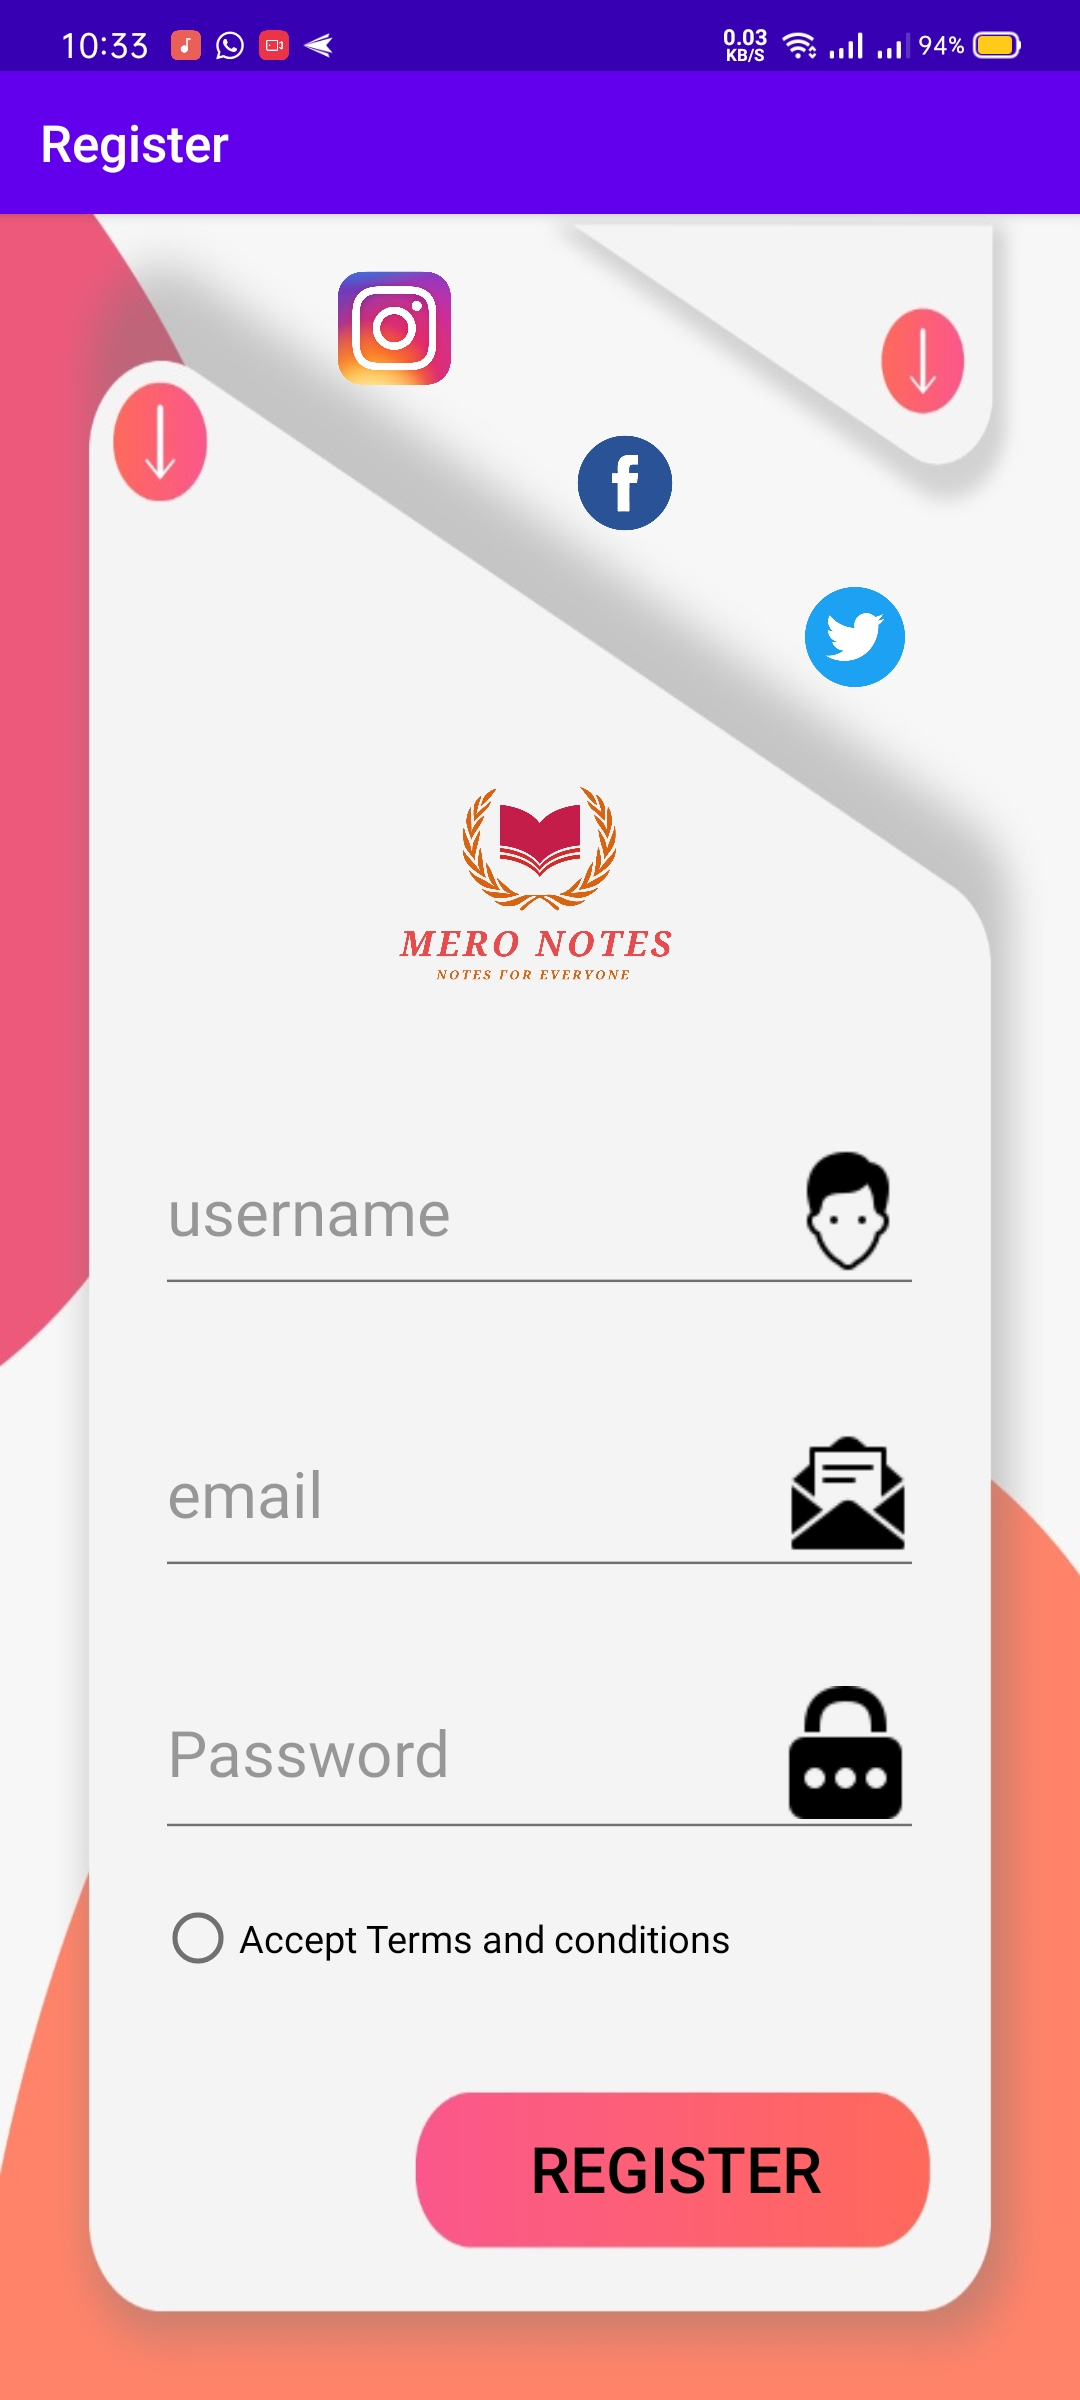 10:33 0.03 KB/S 94%
Register
MERO NOTES
NOTES FOR EVERYONE
username
email
Password
Accept Terms and conditions
REGISTER